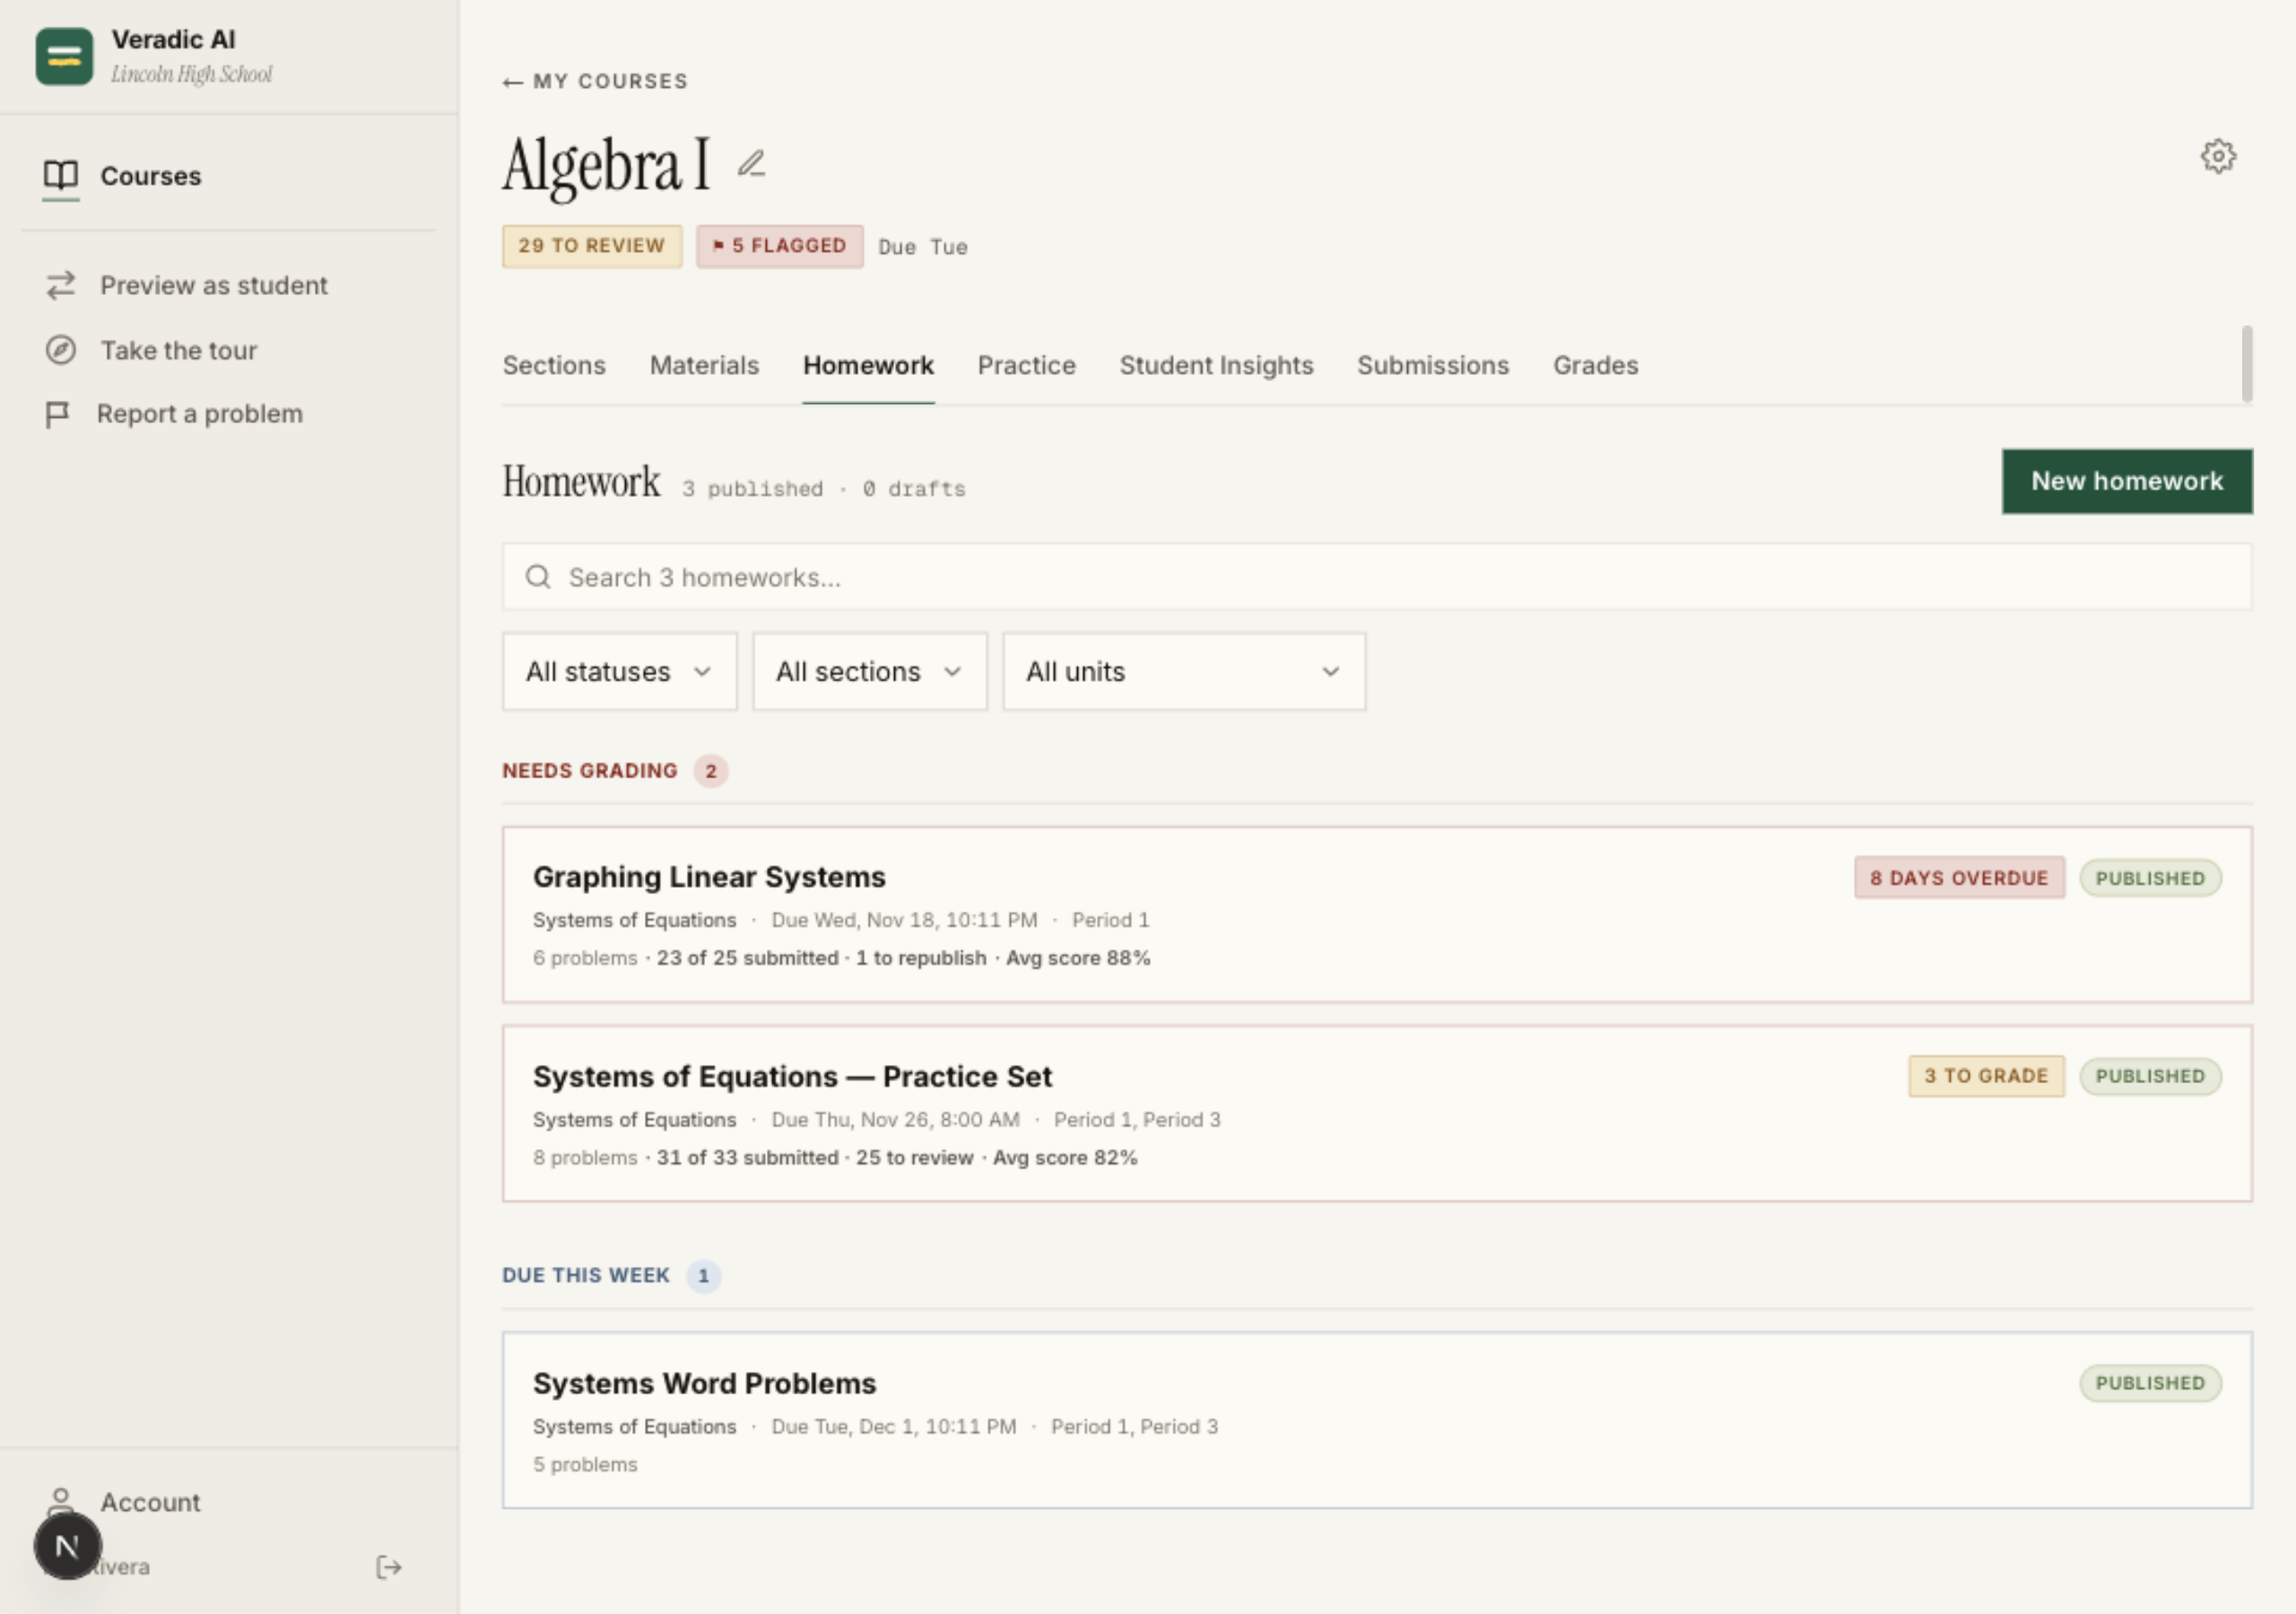 Veradic AI
Lincoln High School
Courses
Preview as student
Take the tour
Report a problem
Account
N
ivera
← MY COURSES
Algebra I
29 TO REVIEW 5 FLAGGED Due Tue
Sections Materials Homework Practice Student Insights Submissions Grades
Homework 3 published · 0 drafts New homework
Search 3 homeworks...
All statuses All sections All units
NEEDS GRADING 2
Graphing Linear Systems 8 DAYS OVERDUE PUBLISHED
Systems of Equations · Due Wed, Nov 18, 10:11 PM · Period 1
6 problems · 23 of 25 submitted · 1 to republish · Avg score 88%
Systems of Equations — Practice Set 3 TO GRADE PUBLISHED
Systems of Equations · Due Thu, Nov 26, 8:00 AM · Period 1, Period 3
8 problems · 31 of 33 submitted · 25 to review · Avg score 82%
DUE THIS WEEK 1
Systems Word Problems PUBLISHED
Systems of Equations · Due Tue, Dec 1, 10:11 PM · Period 1, Period 3
5 problems